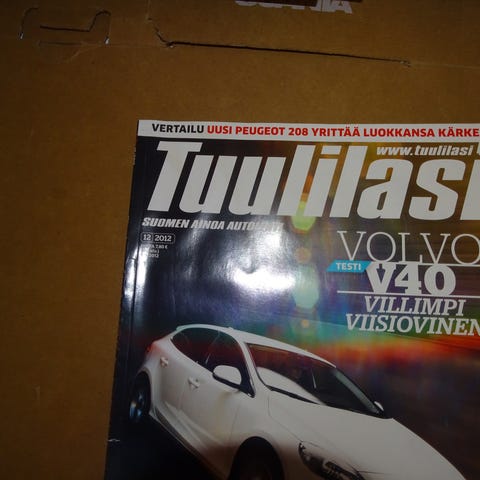 VERTAILU UUSI PEUGEOT 208 YRITTÄÄ LUOKKANSA KÄRKE
www.tuulilasi
Tuulilasi
SUOMEN AINOA
12 2012
VOLVO
TESTI V40
VILLIMPI
VIISIOVINEN